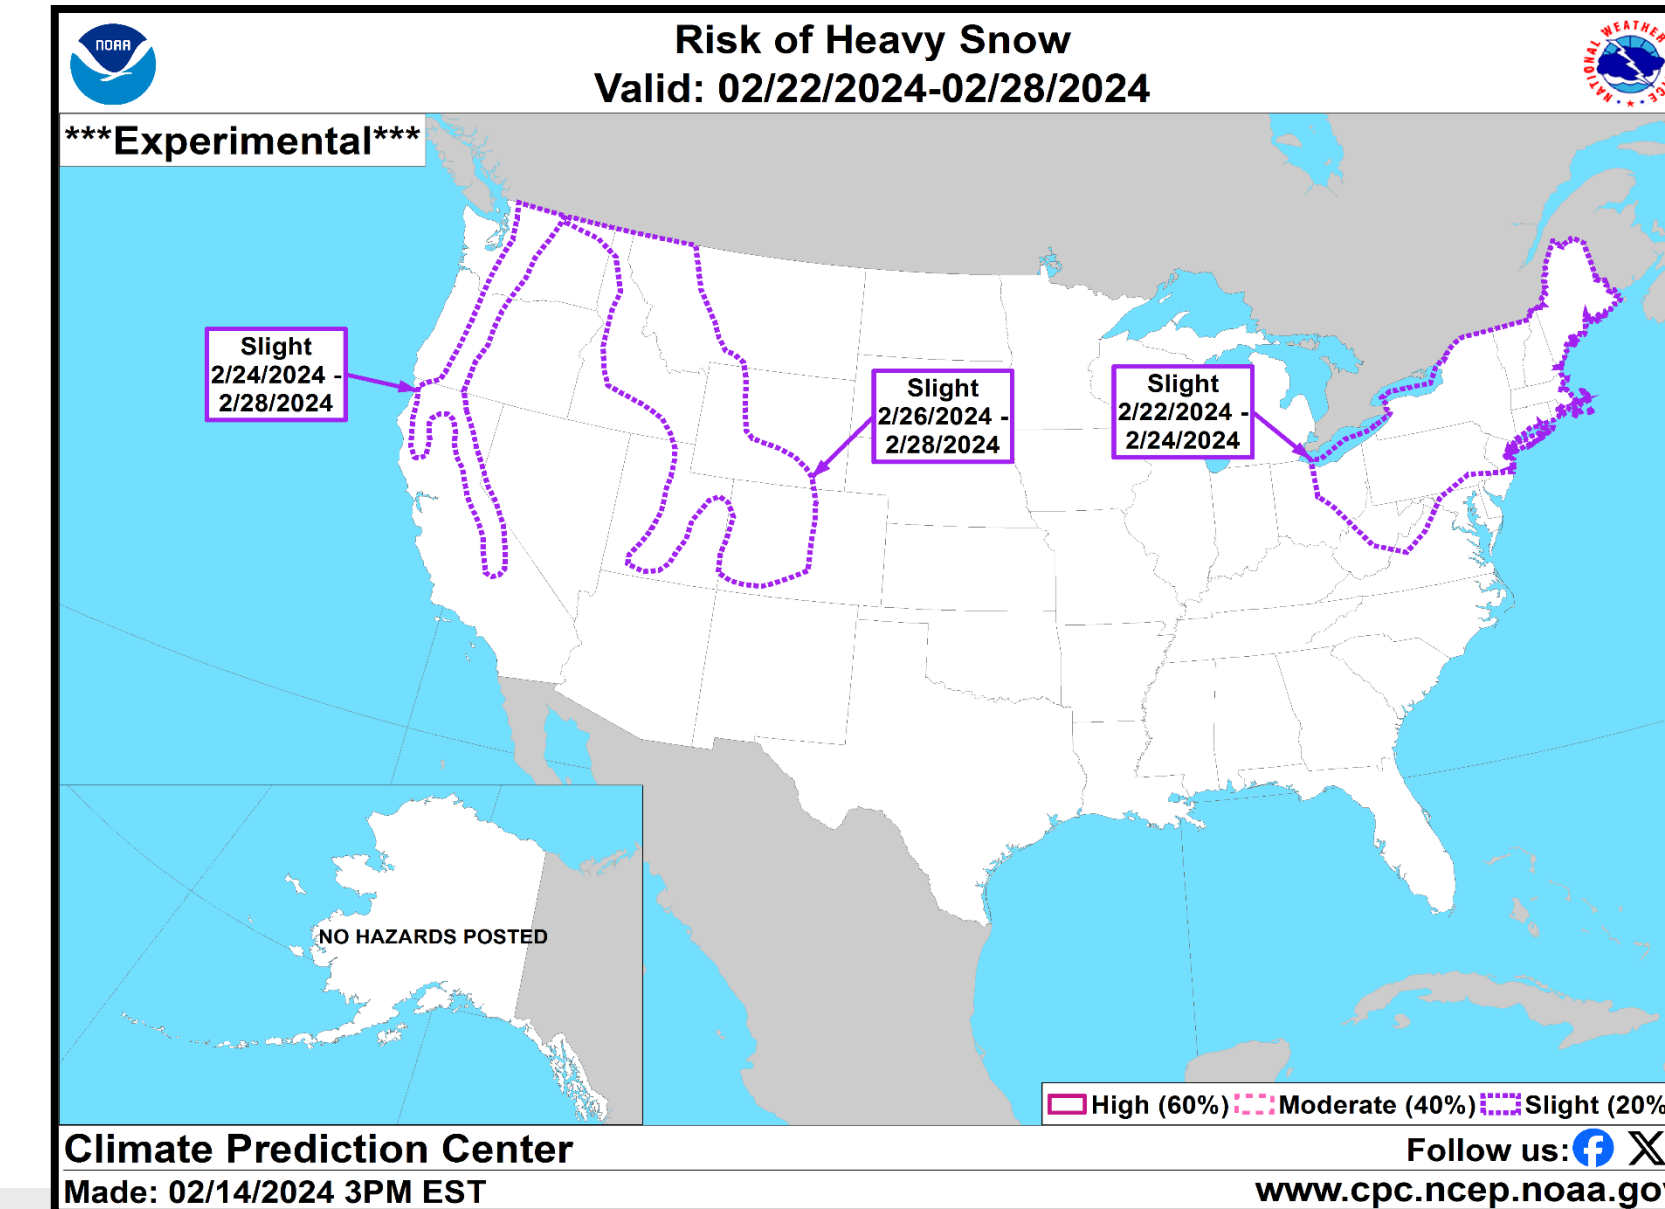 NOAA
Risk of Heavy Snow
Valid: 02/22/2024-02/28/2024
NATIONAL WEATHER
***Experimental***
Slight
2/24/2024 -
2/28/2024
Slight
2/26/2024 -
2/28/2024
Slight
2/22/2024 -
2/24/2024
NO HAZARDS POSTED
High (60%) Moderate (40%) Slight (20%
Climate Prediction Center
Follow us:
Made: 02/14/2024 3PM EST
www.cpc.ncep.noaa.gov